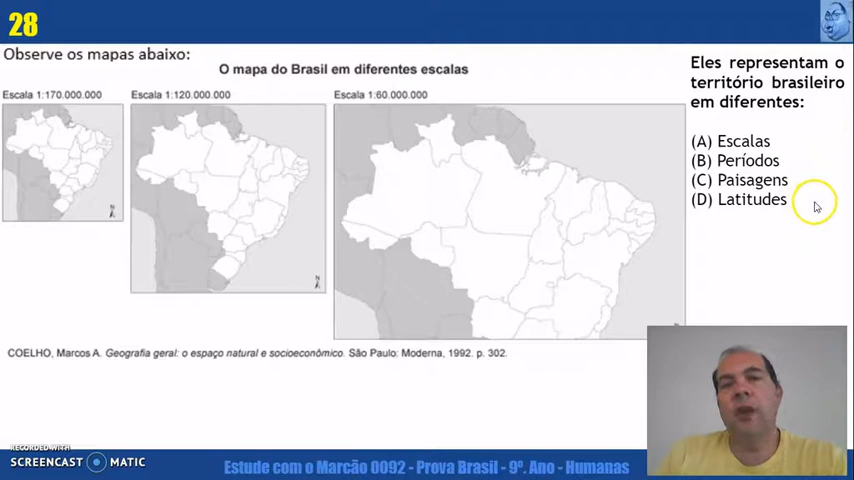 28
Observe os mapas abaixo:
O mapa do Brasil em diferentes escalas
Escala 1:170.000.000
Escala 1:120.000.000
Escala 1:60.000.000
N
N
N
COELHO, Marcos A. Geografia geral: o espaço natural e socioeconômico. São Paulo: Moderna, 1992. p. 302.
Eles representam o
território brasileiro
em diferentes:
(A) Escalas
(B) Períodos
(C) Paisagens
(D) Latitudes
RECORDED WITH
SCREENCAST MATIC
Estude com o Marcão 0092 - Prova Brasil - 9º. Ano - Humanas